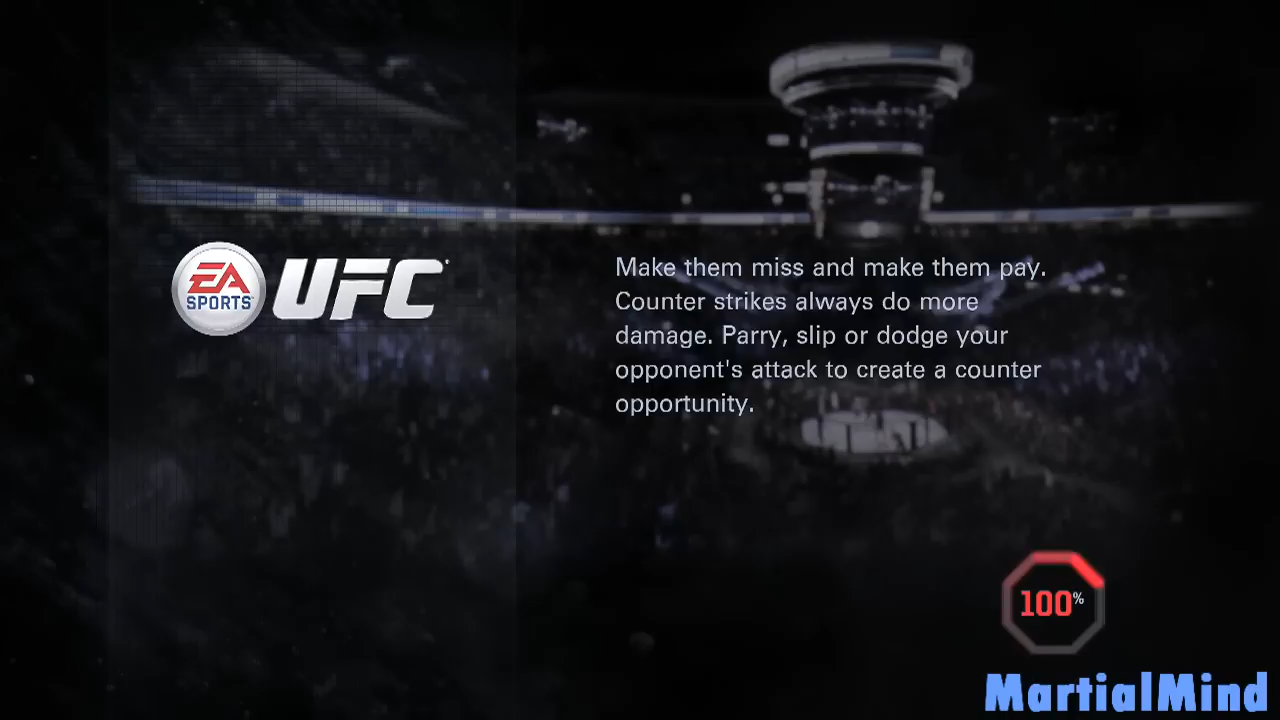 EA
SPORTS
UFC
Make them miss and make them pay.
Counter strikes always do more
damage. Parry, slip or dodge your
opponent's attack to create a counter
opportunity.
100%
MartialMind